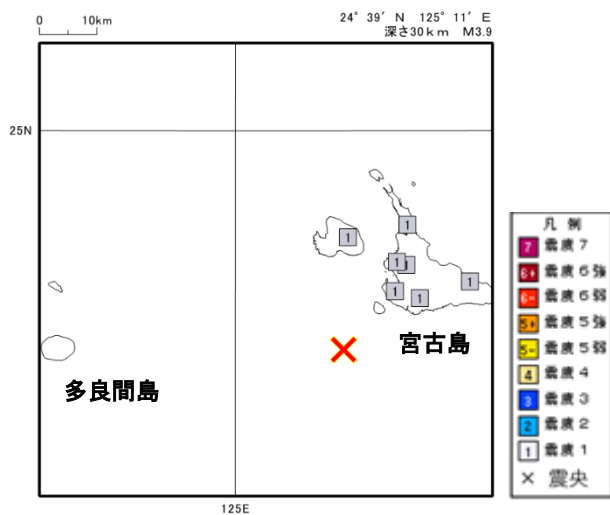 0 10km
24° 39′ N 125° 11′ E
深さ30km M3.9
25N
1
1
1
1
1
1
1
宮古島
多良間島
125E
凡例
7 震度7
6+ 震度6強
6- 震度6弱
5+ 震度5強
5- 震度5弱
4 震度4
3 震度3
2 震度2
1 震度1
× 震央